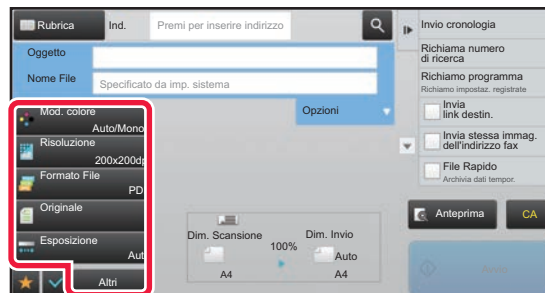 Rubrica
Ind.
Premi per inserire indirizzo
Oggetto
Nome File
Specificato da imp. sistema
Opzioni
Mod. colore
Auto/Mono
Risoluzione
200x200dp
Formato File
PD
Originale
Esposizione
Aut
Altri
Dim. Scansione
100%
Dim. Invio
Auto
A4
A4
Invio cronologia
Richiama numero
di ricerca
Richiamo programma
Richiamo impostaz. registrate
Invia
link destin.
Invia stessa immag.
dell'indirizzo fax
File Rapido
Archivia dati tempor.
Anteprima
CA